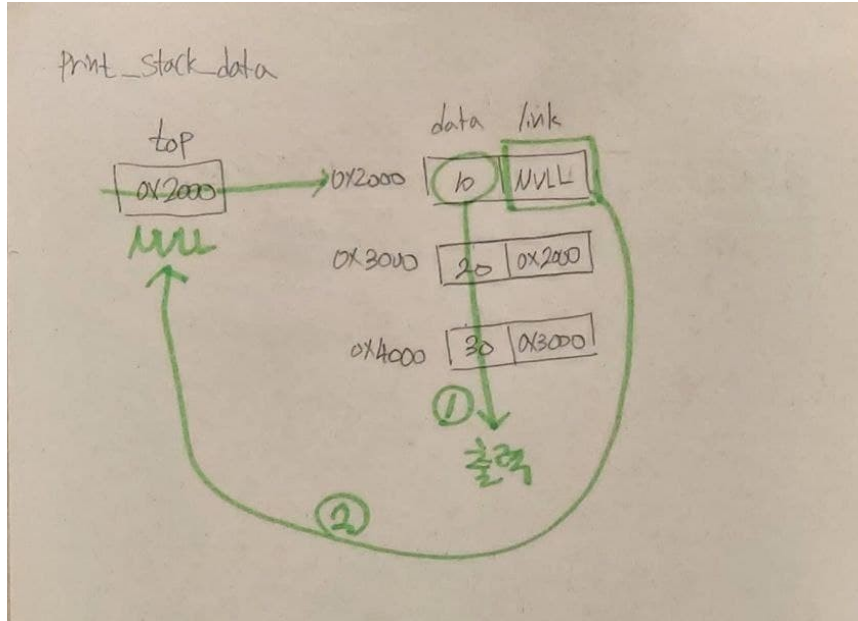 print_stack_data
top
data link
0x2000
0x2000 10 NULL
NULL
0x3000 20 0x2000
0x4000 30 0x3000
①
출력
②